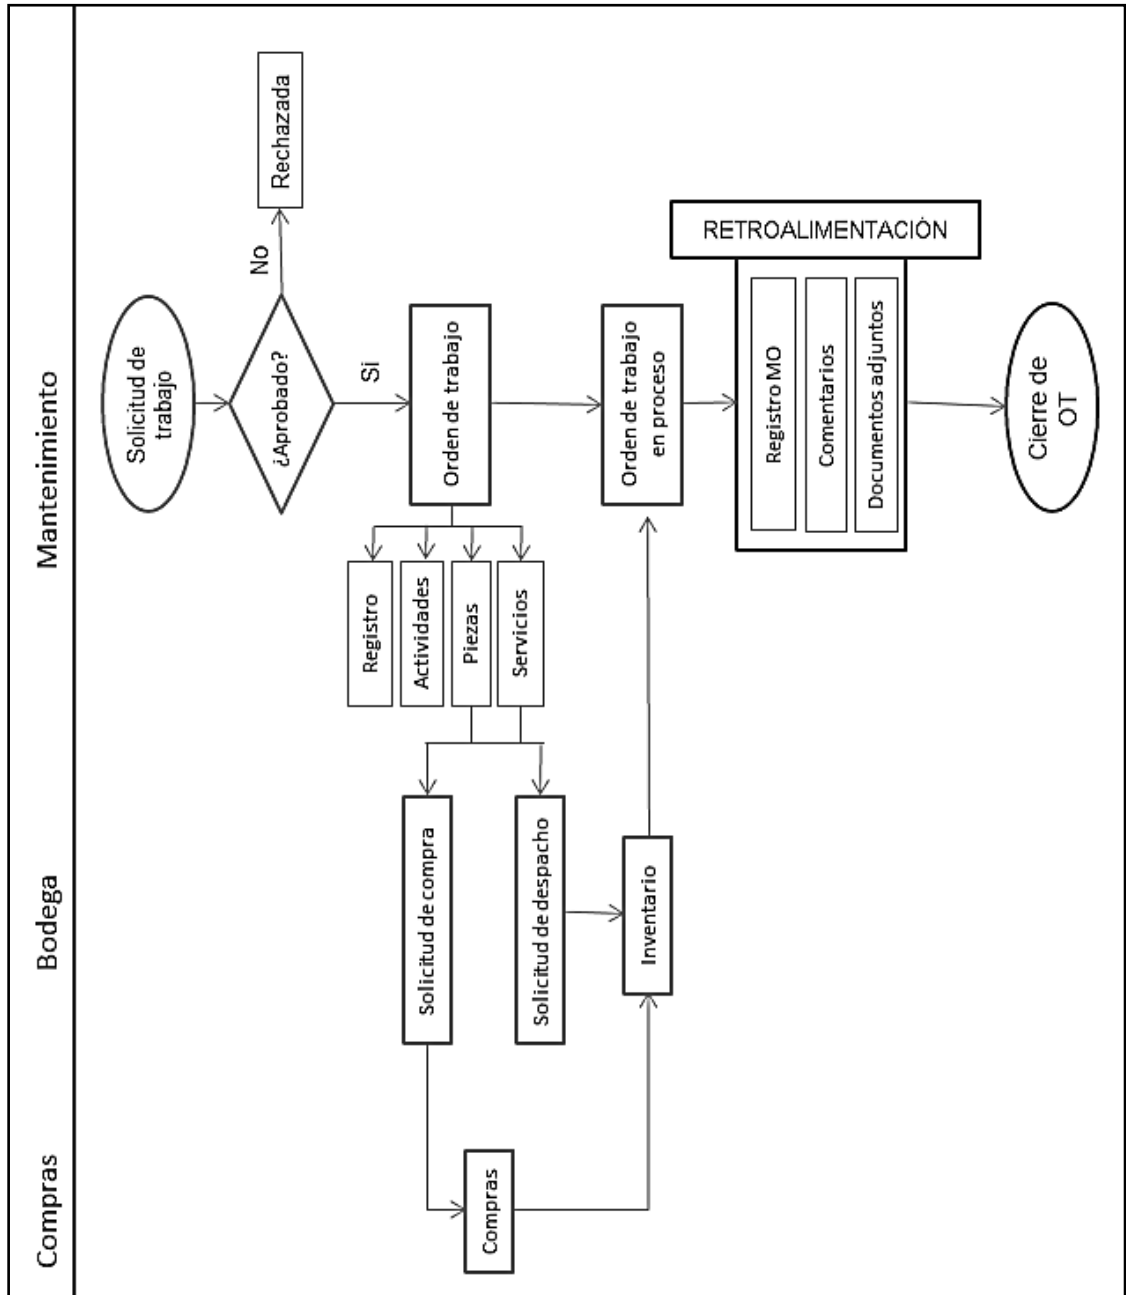 Compras
Bodega
Mantenimiento
Solicitud de
trabajo
¿Aprobado?
No
Rechazada
Si
Orden de trabajo
Registro
Actividades
Piezas
Servicios
Solicitud de compra
Solicitud de despacho
Compras
Inventario
Orden de trabajo
en proceso
RETROALIMENTACIÓN
Registro MO
Comentarios
Documentos adjuntos
Cierre de
OT